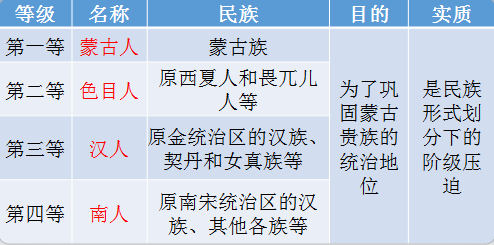 等级 名称 民族 目的 实质
第一等 蒙古人 蒙古族
第二等 色目人 原西夏人和畏兀儿
人等
第三等 汉人 原金统治区的汉族、
契丹和女真族等
第四等 南人 原南宋统治区的汉
族、其他各族等
为了巩
固蒙古
贵族的
统治地
位
是民族
形式划
分下的
阶级压
迫